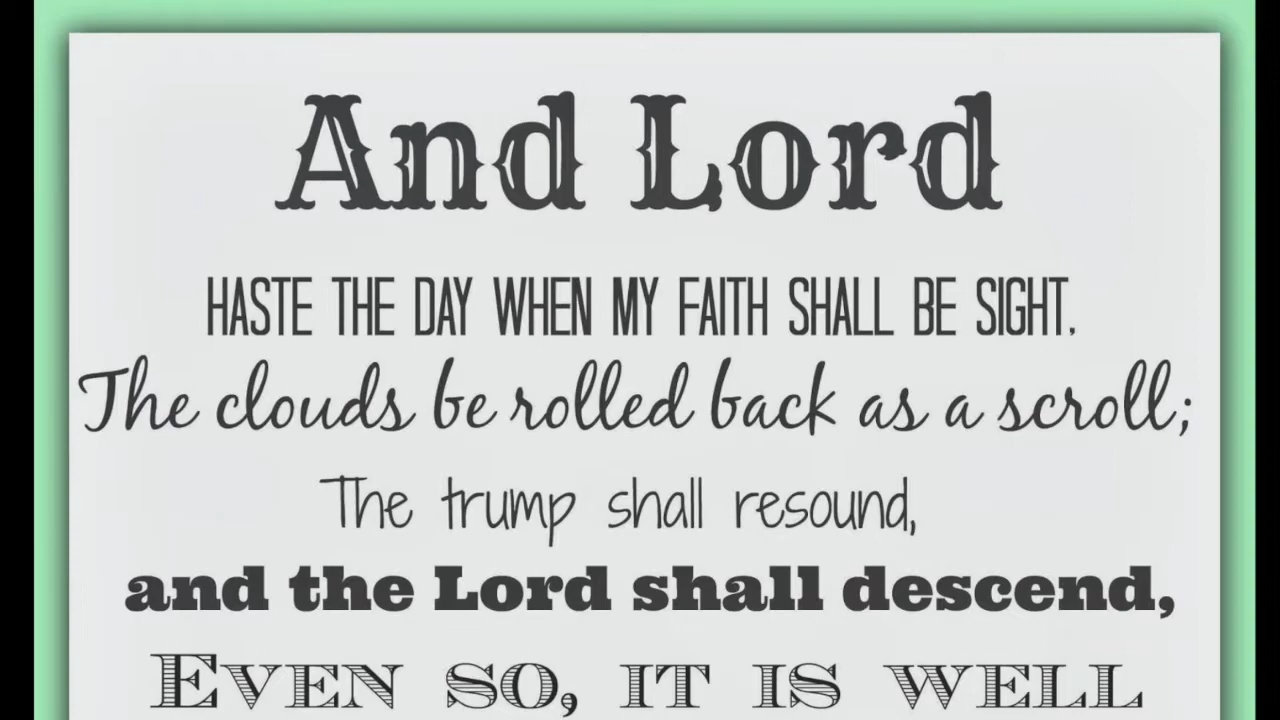 And Lord
HASTE THE DAY WHEN MY FAITH SHALL BE SIGHT,
The clouds be rolled back as a scroll;
The trump shall resound,
and the Lord shall descend,
EVEN SO, IT IS WELL